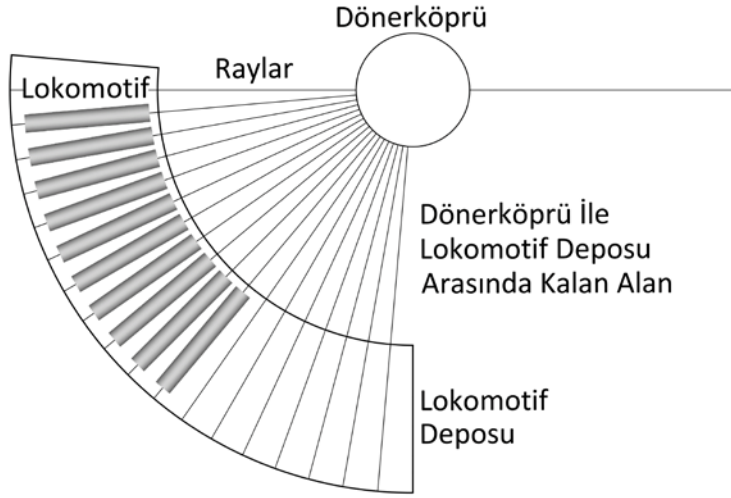 Dönerköprü
Raylar
Lokomotif
Dönerköprü İle
Lokomotif Deposu
Arasında Kalan Alan
Lokomotif
Deposu